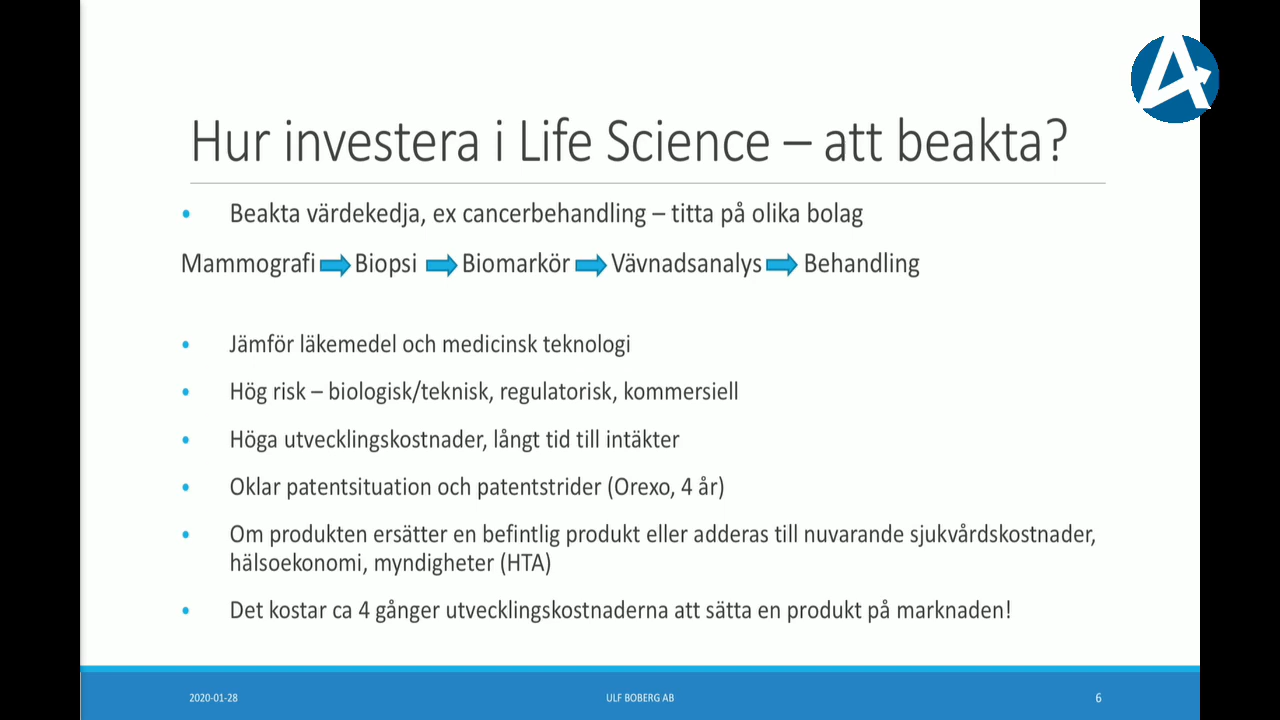 Hur investera i Life Science – att beakta?
• Beakta värdekedja, ex cancerbehandling – titta på olika bolag
Mammografi Biopsi Biomarkör Vävnadsanalys Behandling
• Jämför läkemedel och medicinsk teknologi
• Hög risk – biologisk/teknisk, regulatorisk, kommersiell
• Höga utvecklingskostnader, långt tid till intäkter
• Oklar patentsituation och patentstrider (Orexo, 4 år)
• Om produkten ersätter en befintlig produkt eller adderas till nuvarande sjukvårdskostnader,
hälsoekonomi, myndigheter (HTA)
• Det kostar ca 4 gånger utvecklingskostnaderna att sätta en produkt på marknaden!
2020-01-28 ULF BOBERG AB 6